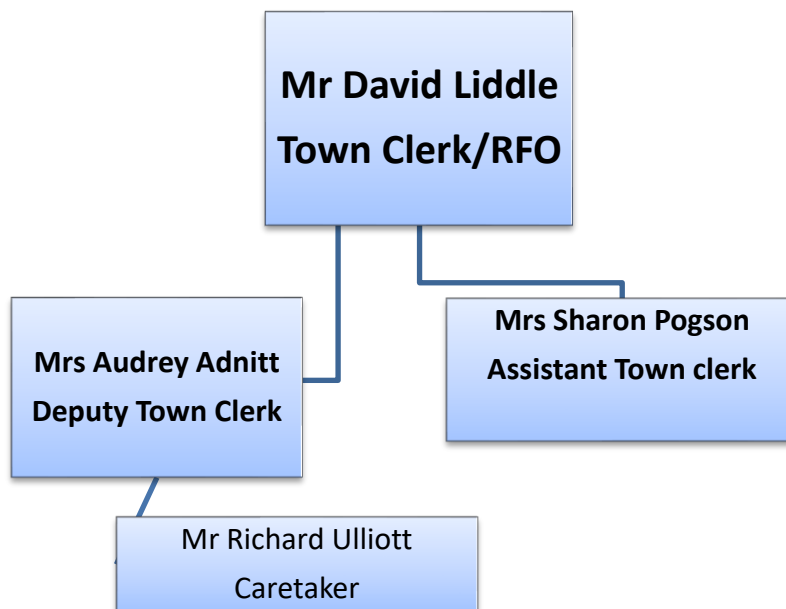 Mr David Liddle
Town Clerk/RFO
Mrs Audrey Adnitt
Deputy Town Clerk
Mrs Sharon Pogson
Assistant Town clerk
Mr Richard Ulliott
Caretaker